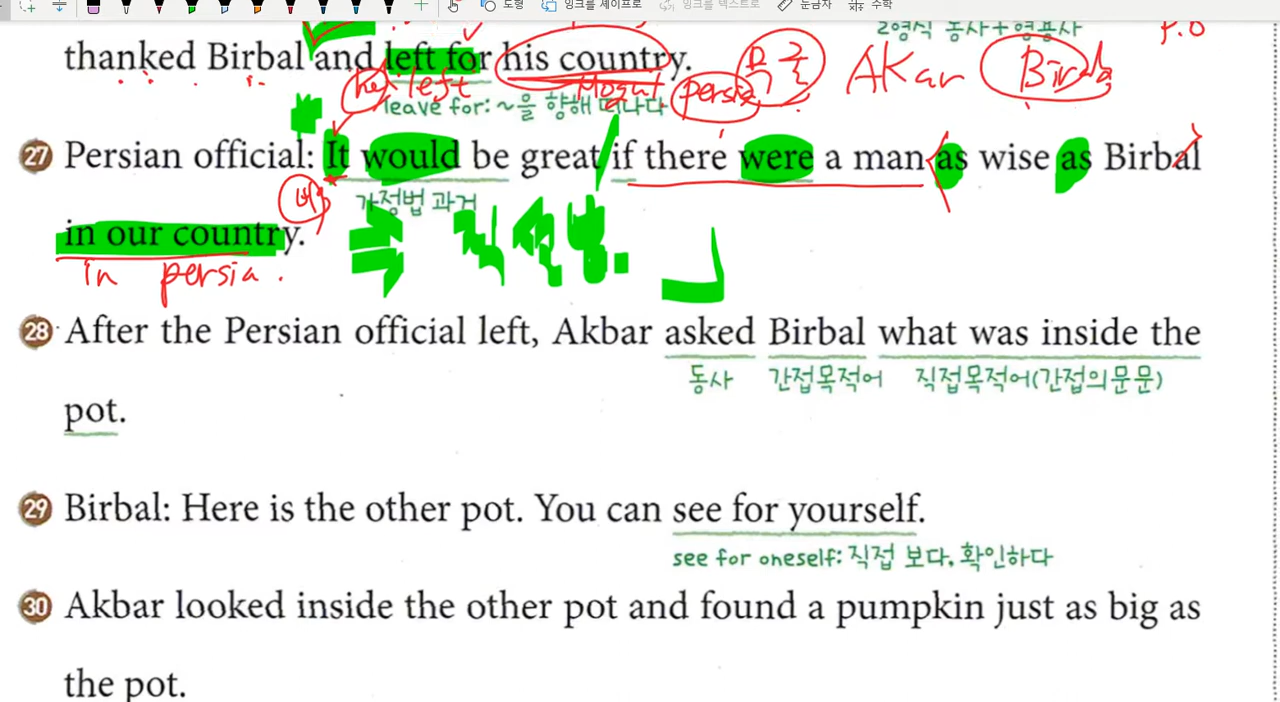 도형 잉크를 셰이프로 잉크를 텍스트로 눈금자 수학
2형식 동사+형용사 P.O
thanked Birbal and left for his country.
he left Mogul Persia AKar Birbal
leave for: ~을 향해 떠나다
27 Persian official: It would be great if there were a man as wise as Birbal
가정법 과거
in our country.
in persia.
28 After the Persian official left, Akbar asked Birbal what was inside the
동사 간접목적어 직접목적어(간접의문문)
pot.
29 Birbal: Here is the other pot. You can see for yourself.
see for oneself: 직접 보다, 확인하다
30 Akbar looked inside the other pot and found a pumpkin just as big as
the pot.